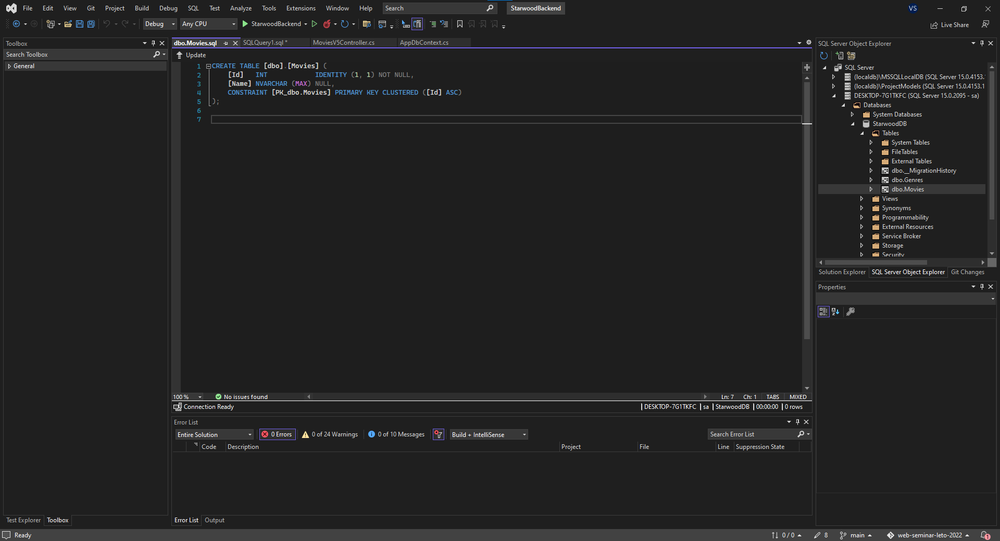 File Edit View Git Project Build Debug SQL Test Analyze Tools Extensions Window Help Search StarwoodBackend VS
Debug Any CPU StarwoodBackend Live Share
Toolbox
Search Toolbox
General
dbo.Movies.sql SQLQuery1.sql * MoviesV5Controller.cs AppDbContext.cs
Update
1 CREATE TABLE [dbo].[Movies] (
2 [Id] INT IDENTITY (1, 1) NOT NULL,
3 [Name] NVARCHAR (MAX) NULL,
4 CONSTRAINT [PK_dbo.Movies] PRIMARY KEY CLUSTERED ([Id] ASC)
5 );
6
7
100 % No issues found Ln: 7 Ch: 1 TABS MIXED
Connection Ready DESKTOP-7G1TKFC sa StarwoodDB 00:00:00 0 rows
Error List
Entire Solution 0 Errors 0 of 24 Warnings 0 of 10 Messages Build + IntelliSense Search Error List
Code Description Project File Line Suppression State
Test Explorer Toolbox
Error List Output
SQL Server Object Explorer
SQL Server
(localdb)\MSSQLLocalDB (SQL Server 15.0.4153.
(localdb)\ProjectModels (SQL Server 15.0.4153.1
DESKTOP-7G1TKFC (SQL Server 15.0.2095 - sa)
Databases
System Databases
StarwoodDB
Tables
System Tables
FileTables
External Tables
dbo.__MigrationHistory
dbo.Genres
dbo.Movies
Views
Synonyms
Programmability
External Resources
Service Broker
Storage
Security
Solution Explorer SQL Server Object Explorer Git Changes
Properties
Ready 0 / 0 8 main web-seminar-leto-2022 1